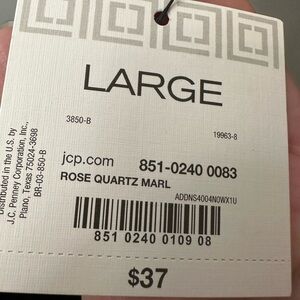 LARGE
3850-B
19963-8
jcp.com 851-0240 0083
ROSE QUARTZ MARL
ADDNS4004N0WX1U
851 0240 0109 08
$37
Distributed in the U.S. by
J.C. Penney Corporation, Inc.,
Plano, Texas 75024-3698
BR-03-850-B